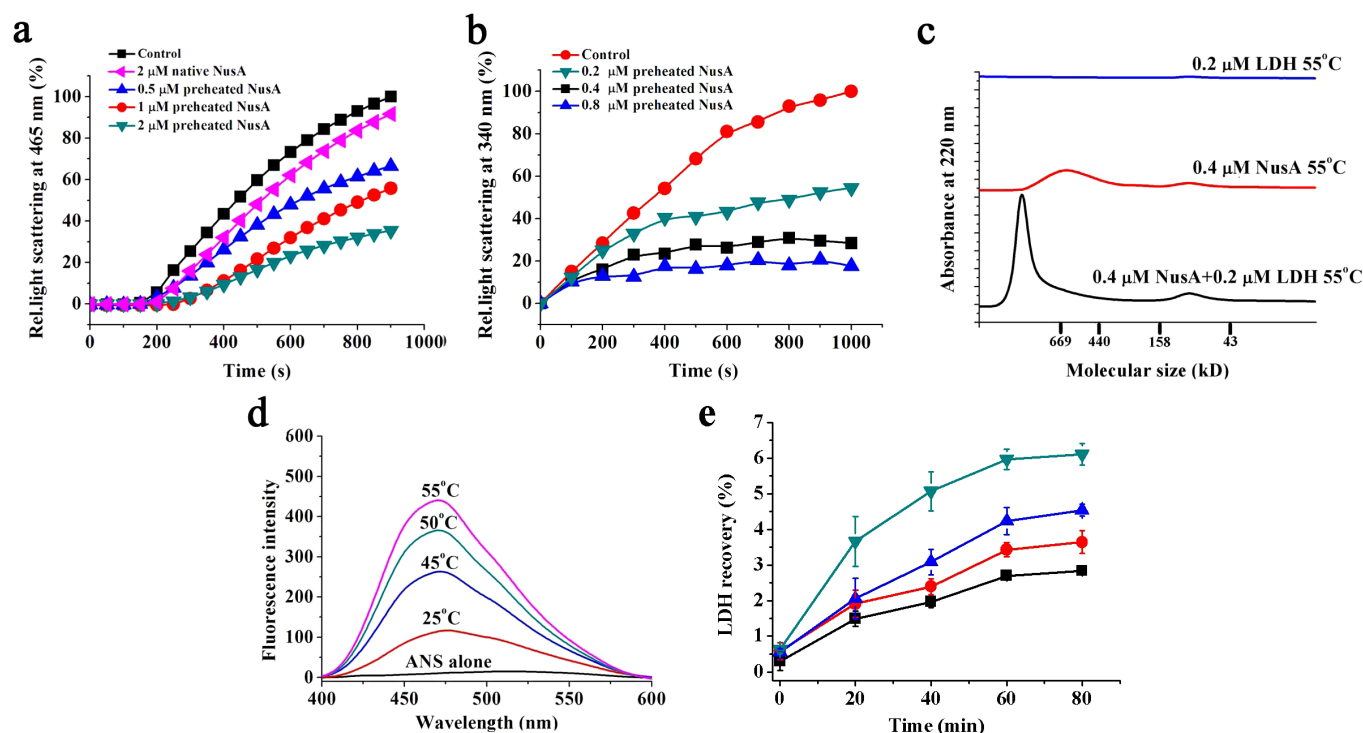 a
Control
2 μM native NusA
0.5 μM preheated NusA
1 μM preheated NusA
2 μM preheated NusA
Rel.light scattering at 465 nm (%)
100
80
60
40
20
0
0 200 400 600 800 1000
Time (s)
b
Control
0.2 μM preheated NusA
0.4 μM preheated NusA
0.8 μM preheated NusA
Rel.light scattering at 340 nm (%)
100
80
60
40
20
0
0 200 400 600 800 1000
Time (s)
c
0.2 μM LDH 55°C
0.4 μM NusA 55°C
0.4 μM NusA+0.2 μM LDH 55°C
Absorbance at 220 nm
669 440 158 43
Molecular size (kD)
d
Fluorescence intensity
600
500
400
300
200
100
0
55°C
50°C
45°C
25°C
ANS alone
400 450 500 550 600
Wavelength (nm)
e
LDH recovery (%)
7
6
5
4
3
2
1
0
0 20 40 60 80
Time (min)